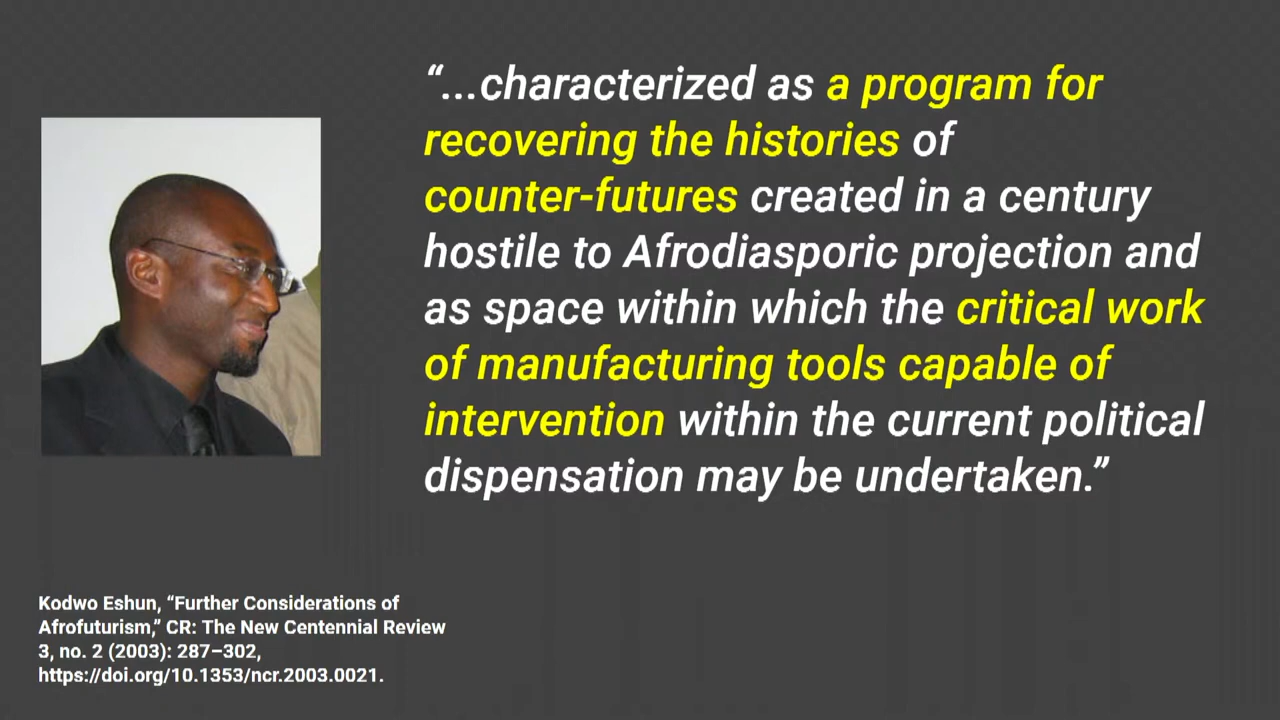 “...characterized as a program for
recovering the histories of
counter-futures created in a century
hostile to Afrodiasporic projection and
as space within which the critical work
of manufacturing tools capable of
intervention within the current political
dispensation may be undertaken.”
Kodwo Eshun, “Further Considerations of
Afrofuturism,” CR: The New Centennial Review
3, no. 2 (2003): 287–302,
https://doi.org/10.1353/ncr.2003.0021.